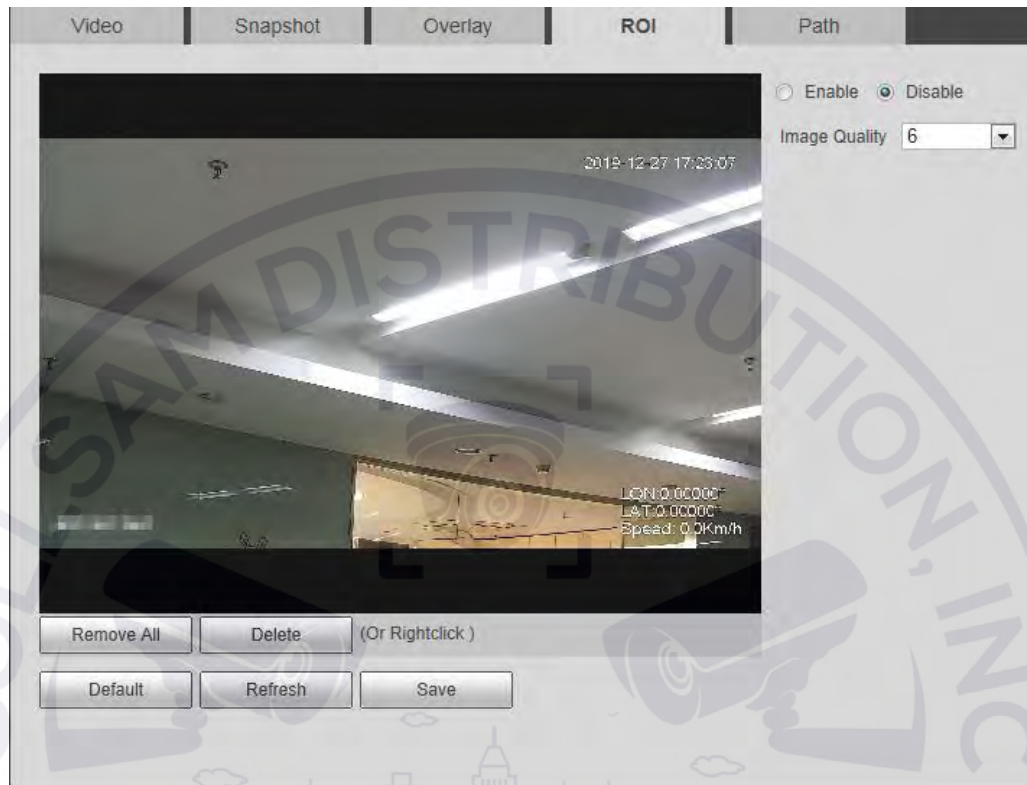 Video Snapshot Overlay ROI Path
Enable Disable
Image Quality 6
2019-12-27 17:23:07
LON:0.00000°
LAT:0.00000°
Speed: 0.0Km/h
Remove All Delete (Or Rightclick )
Default Refresh Save
SAM DISTRIBUTION, INC